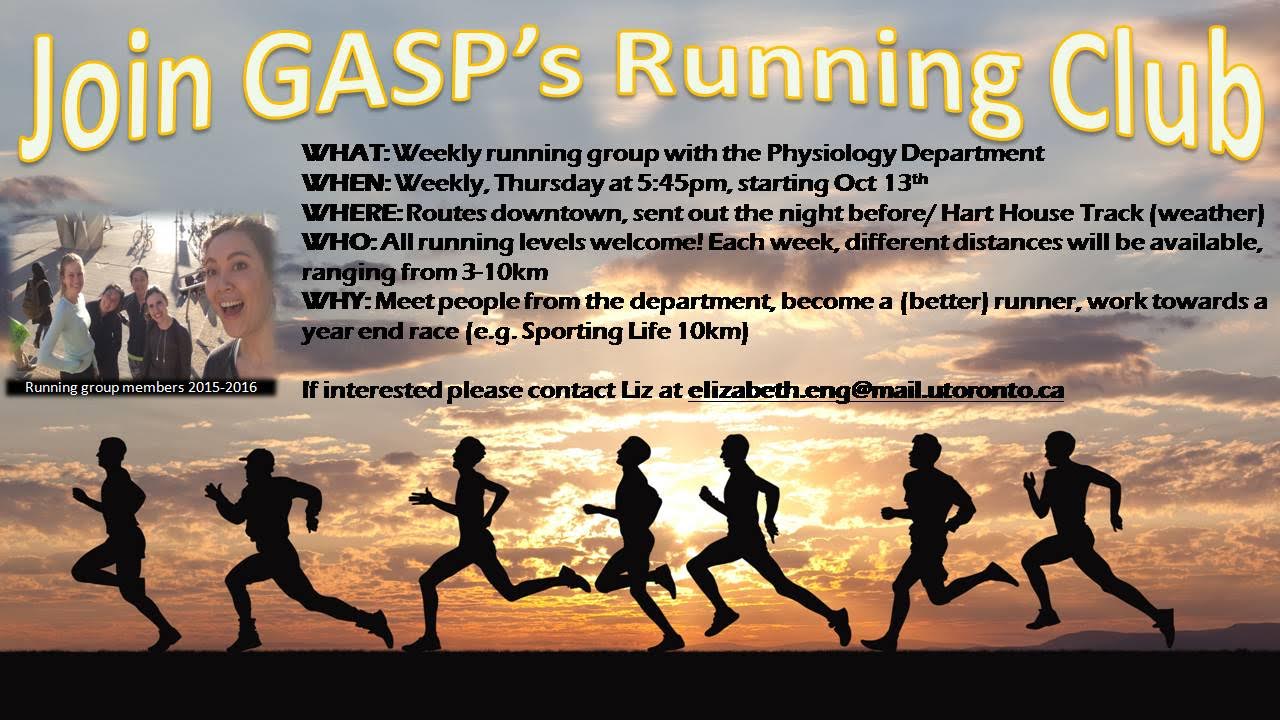 Join GASP's Running Club
WHAT: Weekly running group with the Physiology Department
WHEN: Weekly, Thursday at 5:45pm, starting Oct 13th
WHERE: Routes downtown, sent out the night before/ Hart House Track (weather)
WHO: All running levels welcome! Each week, different distances will be available,
ranging from 3-10km
WHY: Meet people from the department, become a (better) runner, work towards a
year end race (e.g. Sporting Life 10km)
Running group members 2015-2016
If interested please contact Liz at elizabeth.eng@mail.utoronto.ca